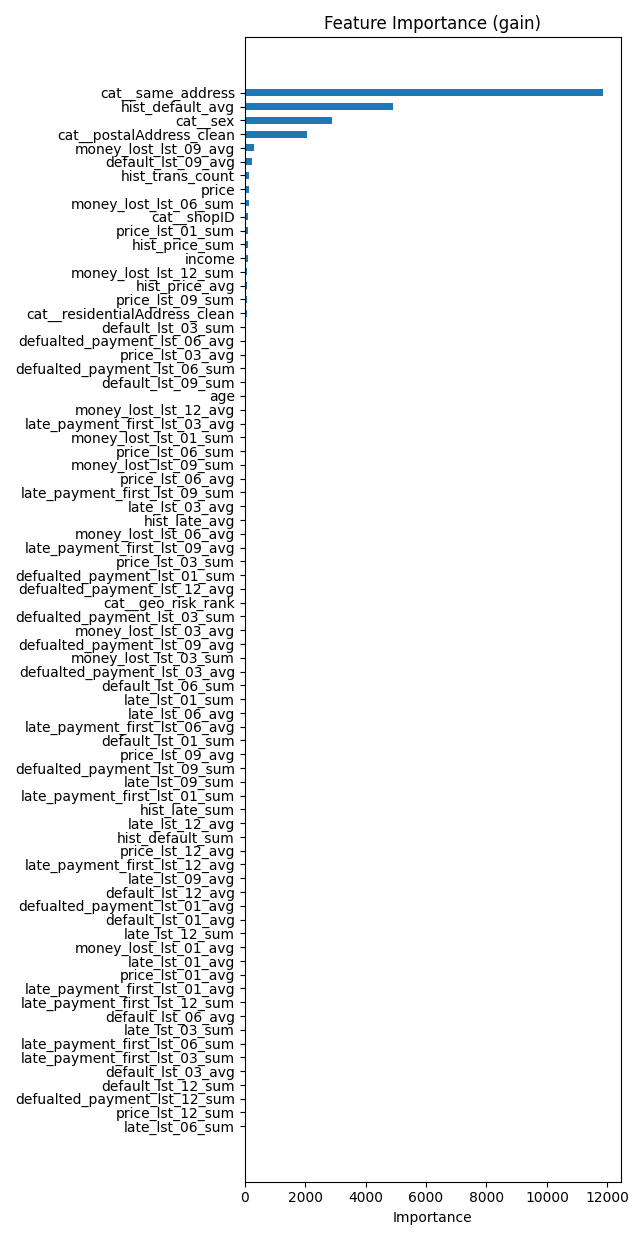 Feature Importance (gain)
cat__same_address
hist_default_avg
cat__sex
cat__postalAddress_clean
money_lost_lst_09_avg
default_lst_09_avg
hist_trans_count
price
money_lost_lst_06_sum
cat__shopID
price_lst_01_sum
hist_price_sum
income
money_lost_lst_12_sum
hist_price_avg
price_lst_09_sum
cat__residentialAddress_clean
default_lst_03_sum
defualted_payment_lst_06_avg
price_lst_03_avg
defualted_payment_lst_06_sum
default_lst_09_sum
age
money_lost_lst_12_avg
late_payment_first_lst_03_avg
money_lost_lst_01_sum
price_lst_06_sum
money_lost_lst_09_sum
price_lst_06_avg
late_payment_first_lst_09_sum
late_lst_03_avg
hist_late_avg
money_lost_lst_06_avg
late_payment_first_lst_09_avg
price_lst_03_sum
defualted_payment_lst_01_sum
defualted_payment_lst_12_avg
cat__geo_risk_rank
defualted_payment_lst_03_sum
money_lost_lst_03_avg
defualted_payment_lst_09_avg
money_lost_lst_03_sum
defualted_payment_lst_03_avg
default_lst_06_sum
late_lst_01_sum
late_lst_06_avg
late_payment_first_lst_06_avg
default_lst_01_sum
price_lst_09_avg
defualted_payment_lst_09_sum
late_lst_09_sum
late_payment_first_lst_01_sum
hist_late_sum
late_lst_12_avg
hist_default_sum
price_lst_12_avg
late_payment_first_lst_12_avg
late_lst_09_avg
default_lst_12_avg
defualted_payment_lst_01_avg
default_lst_01_avg
late_lst_12_sum
money_lost_lst_01_avg
late_lst_01_avg
price_lst_01_avg
late_payment_first_lst_01_avg
late_payment_first_lst_12_sum
default_lst_06_avg
late_lst_03_sum
late_payment_first_lst_06_sum
late_payment_first_lst_03_sum
default_lst_03_avg
default_lst_12_sum
defualted_payment_lst_12_sum
price_lst_12_sum
late_lst_06_sum
0 2000 4000 6000 8000 10000 12000
Importance